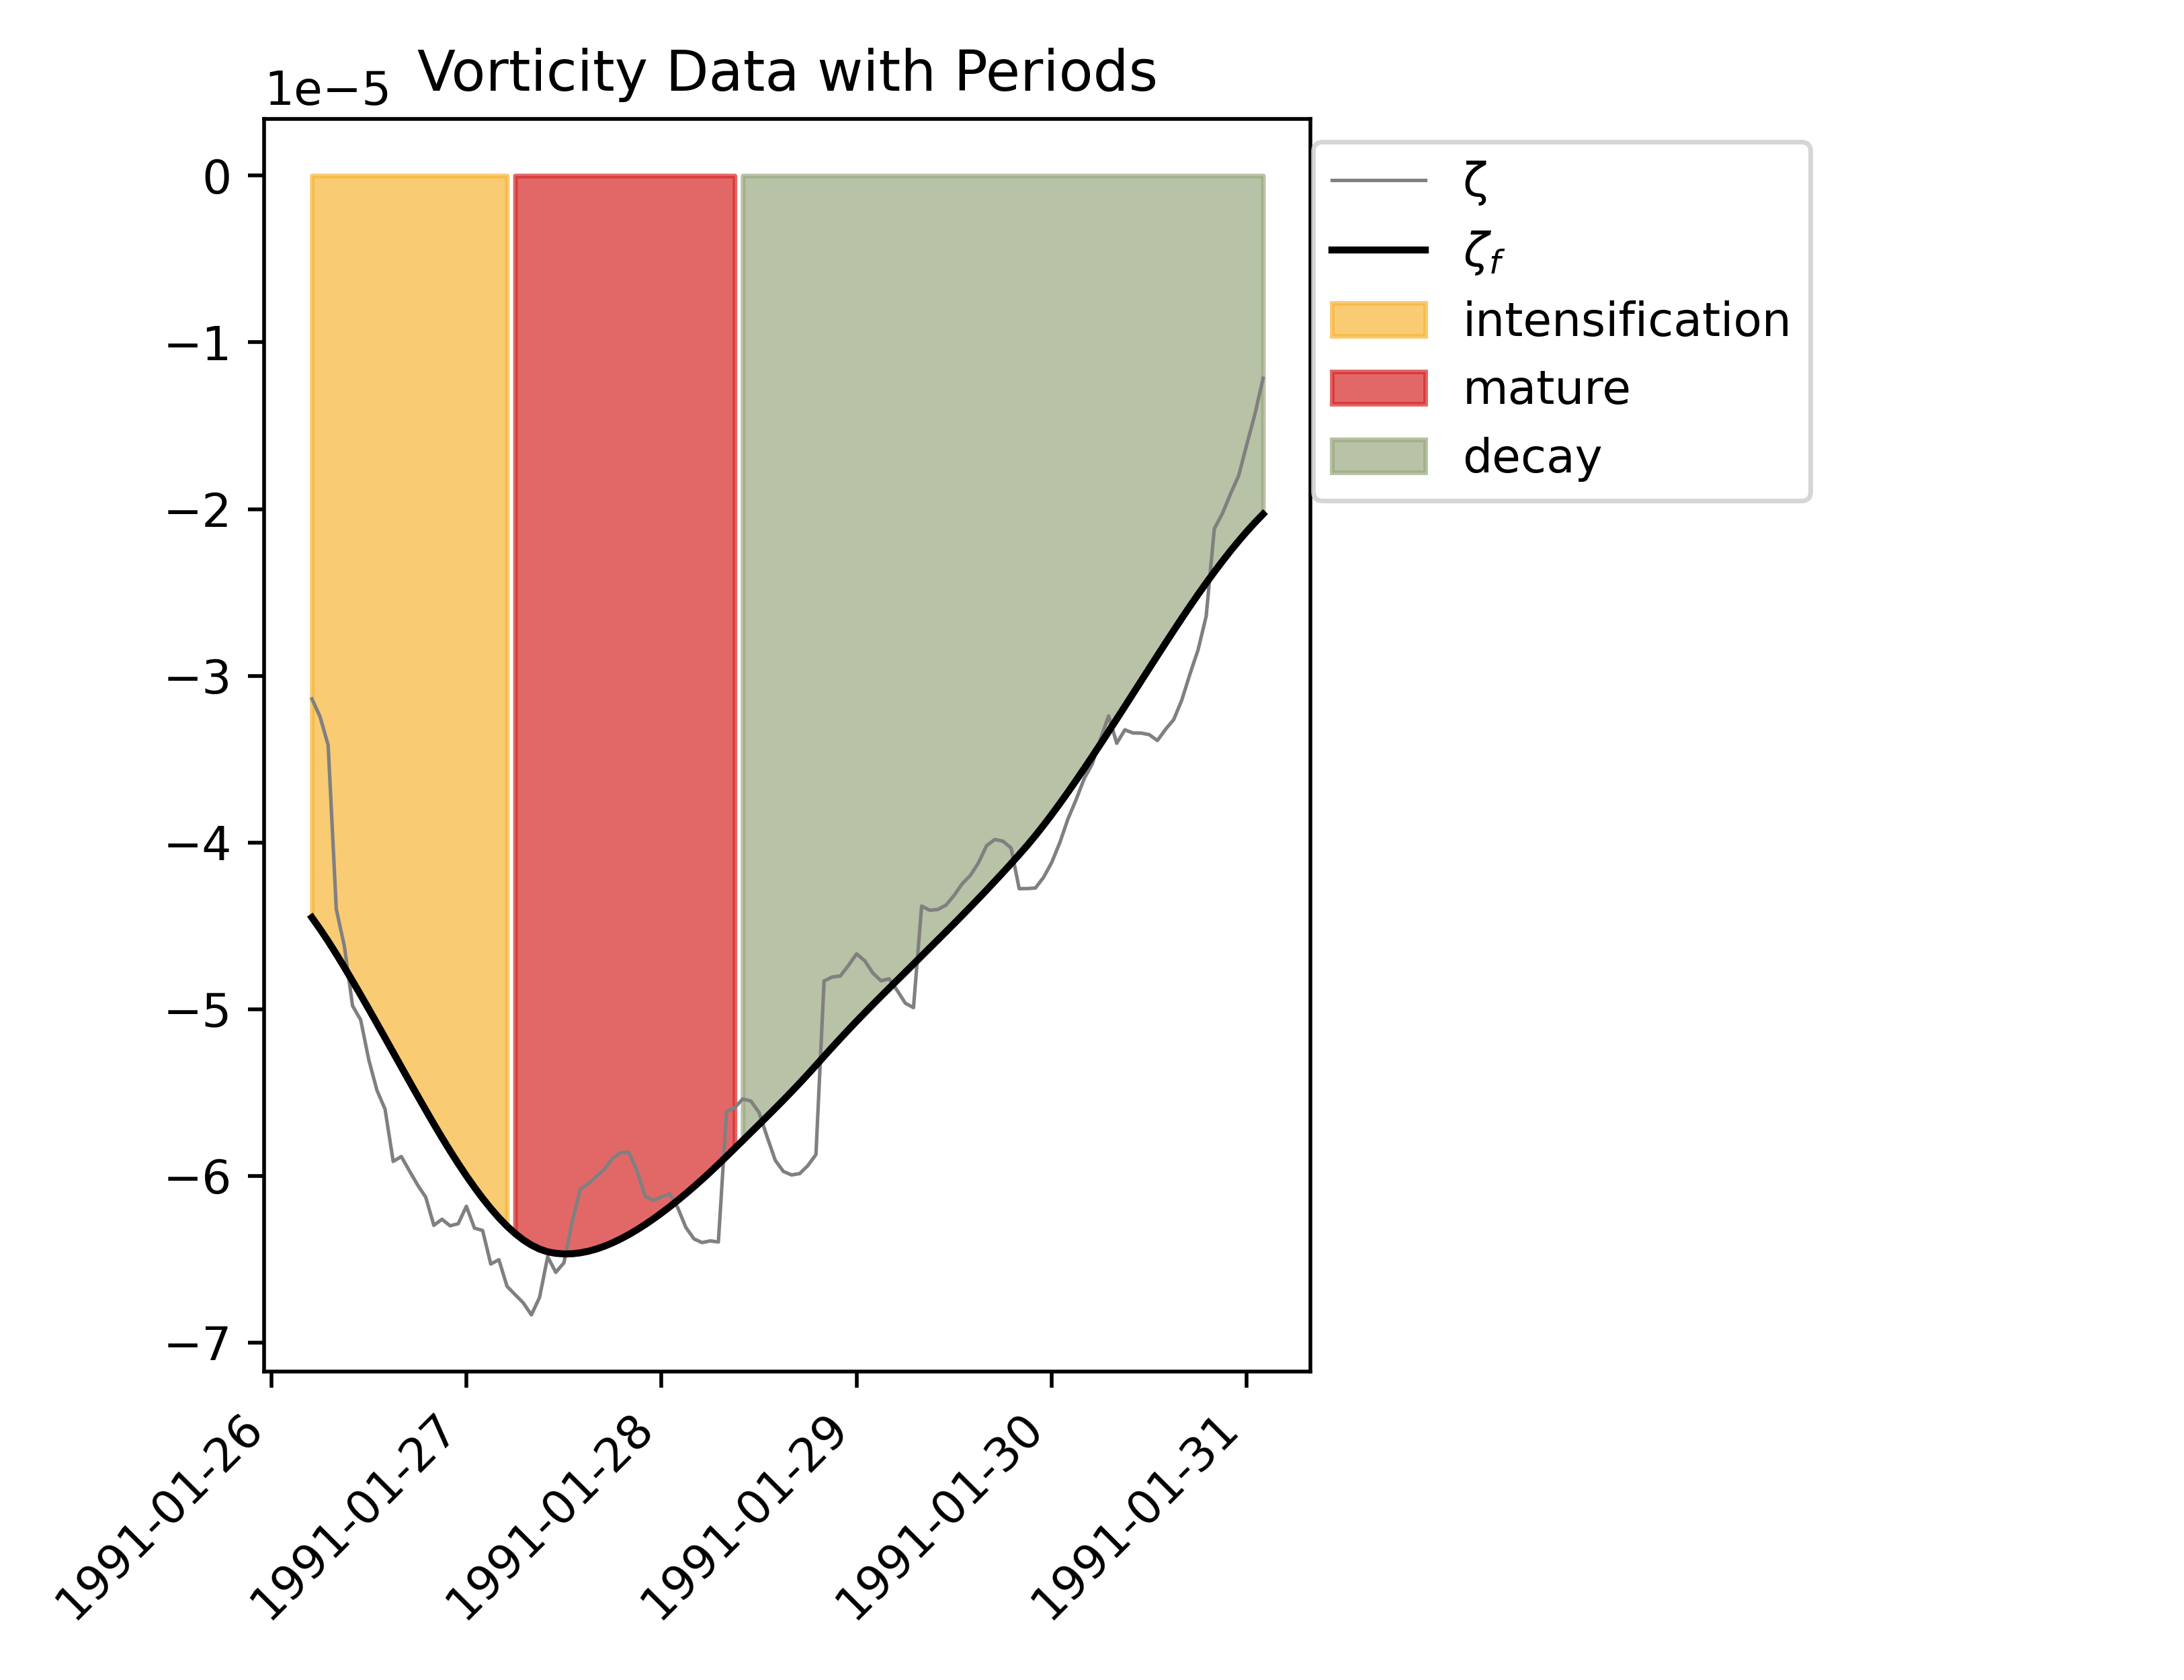 Vorticity Data with Periods
1e−5
0
−1
−2
−3
−4
−5
−6
−7
1991-01-26
1991-01-27
1991-01-28
1991-01-29
1991-01-30
1991-01-31
ζ
ζf
intensification
mature
decay